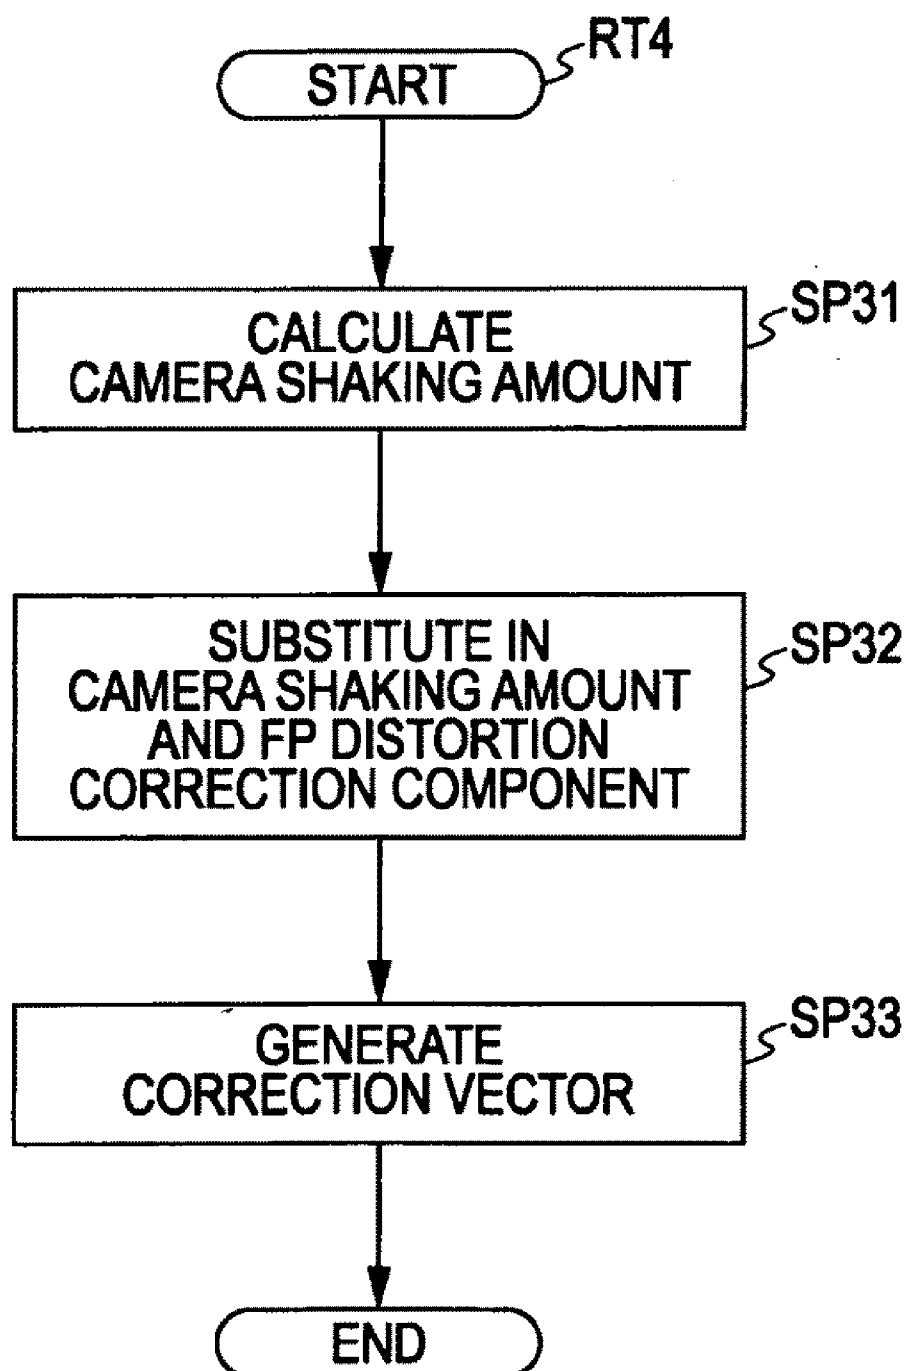 RT4
START
SP31
CALCULATE
CAMERA SHAKING AMOUNT
SP32
SUBSTITUTE IN
CAMERA SHAKING AMOUNT
AND FP DISTORTION
CORRECTION COMPONENT
SP33
GENERATE
CORRECTION VECTOR
END